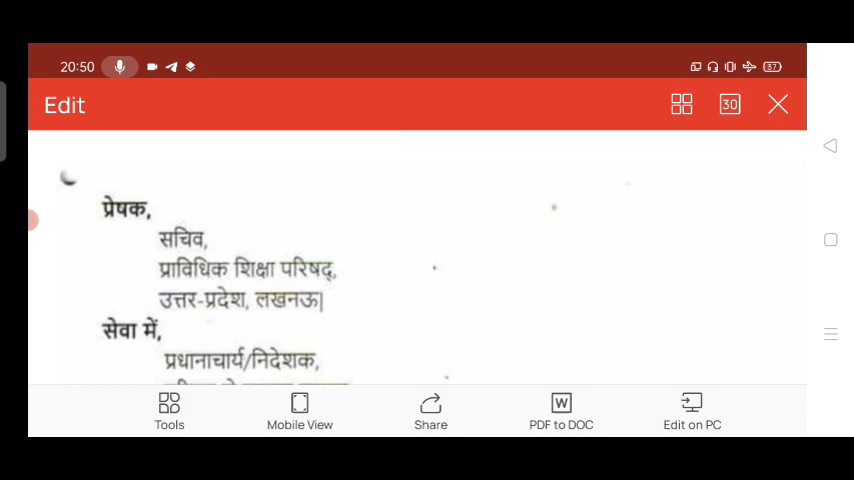 20:50
37
Edit
30
प्रेषक,
सचिव,
प्राविधिक शिक्षा परिषद्,
उत्तर-प्रदेश, लखनऊ|
सेवा में,
प्रधानाचार्य/निदेशक,
Tools
Mobile View
Share
W
PDF to DOC
Edit on PC